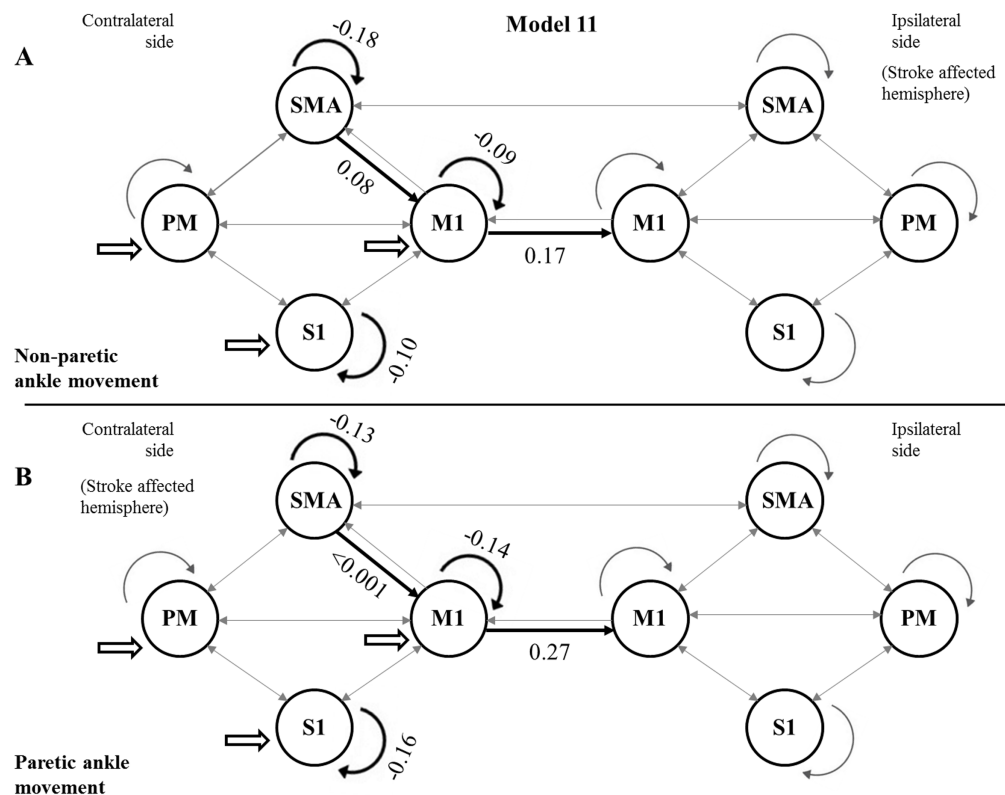 Model 11
A
Contralateral
side
Ipsilateral
side
(Stroke affected
hemisphere)
-0.18
SMA
SMA
0.08
-0.09
PM
M1
M1
PM
0.17
S1
S1
-0.10
Non-paretic
ankle movement
B
Contralateral
side
(Stroke affected
hemisphere)
Ipsilateral
side
-0.13
SMA
SMA
<0.001
-0.14
PM
M1
M1
PM
0.27
S1
S1
-0.16
Paretic ankle
movement